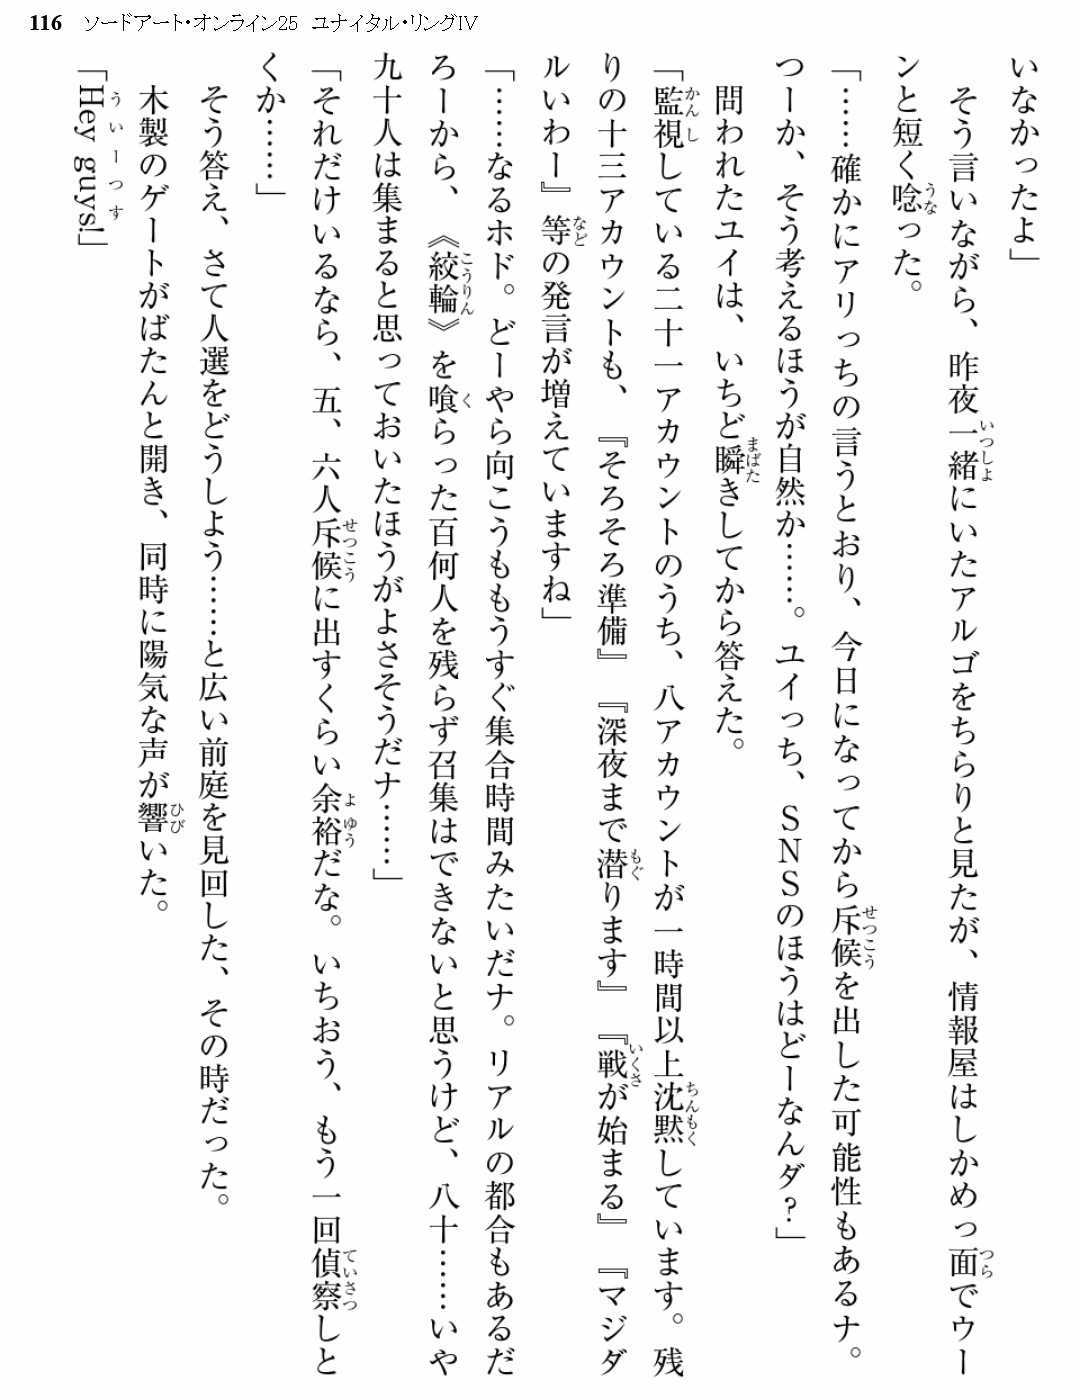 116 ソードアート・オンライン25 ユナイタル・リングⅣ
いなかったよ」
そう言いながら、昨夜一緒にいたアルゴをちらりと見たが、情報屋はしかめっ面でウー
ンと短く唸った。
「……確かにアリっちの言うとおり、今日になってから斥候を出した可能性もあるナ。
つーか、そう考えるほうが自然か……。ユイっち、ＳＮＳのほうはどーなんダ？」
問われたユイは、いちど瞬きしてから答えた。
「監視している二十一アカウントのうち、八アカウントが一時間以上沈黙しています。残
りの十三アカウントも、『そろそろ準備』『深夜まで潜ります』『戦が始まる』『マジダ
ルいわー』等の発言が増えていますね」
「……なるホド。どーやら向こうももうすぐ集合時間みたいだナ。リアルの都合もあるだ
ろーから、《絞輪》を喰らった百何人を残らず召集はできないと思うけど、八十……いや
九十人は集まると思っておいたほうがよさそうだナ……」
「それだけいるなら、五、六人斥候に出すくらい余裕だな。いちおう、もう一回偵察しと
くか……」
そう答え、さて人選をどうしよう……と広い前庭を見回した、その時だった。
木製のゲートがばたんと開き、同時に陽気な声が響いた。
「Hey guys!」